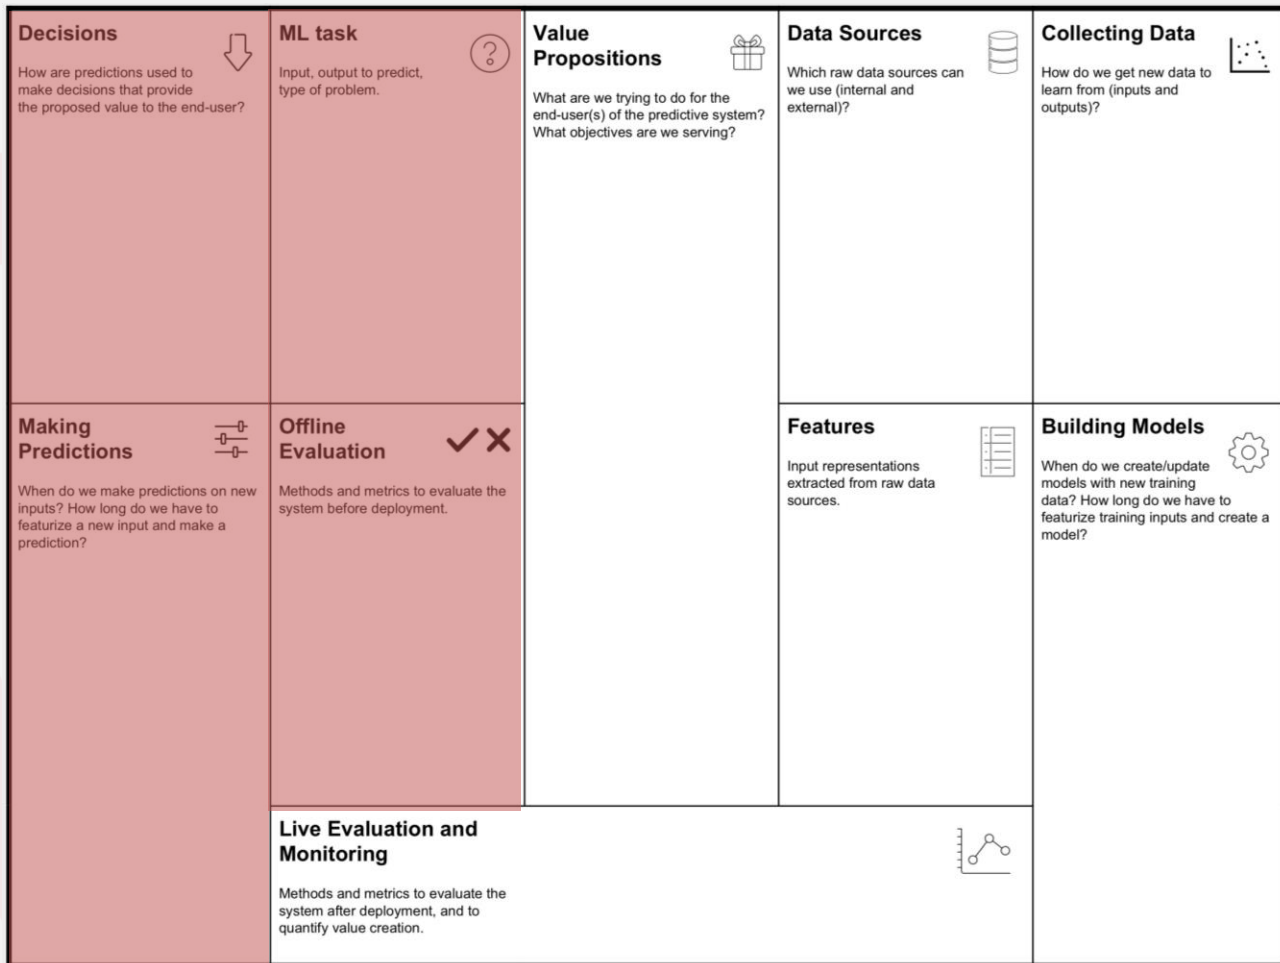 Decisions
How are predictions used to
make decisions that provide
the proposed value to the end-user?
ML task
Input, output to predict,
type of problem.
Value
Propositions
What are we trying to do for the
end-user(s) of the predictive system?
What objectives are we serving?
Data Sources
Which raw data sources can
we use (internal and
external)?
Collecting Data
How do we get new data to
learn from (inputs and
outputs)?
Making
Predictions
When do we make predictions on new
inputs? How long do we have to
featurize a new input and make a
prediction?
Offline
Evaluation
Methods and metrics to evaluate the
system before deployment.
Features
Input representations
extracted from raw data
sources.
Building Models
When do we create/update
models with new training
data? How long do we have to
featurize training inputs and create a
model?
Live Evaluation and
Monitoring
Methods and metrics to evaluate the
system after deployment, and to
quantify value creation.